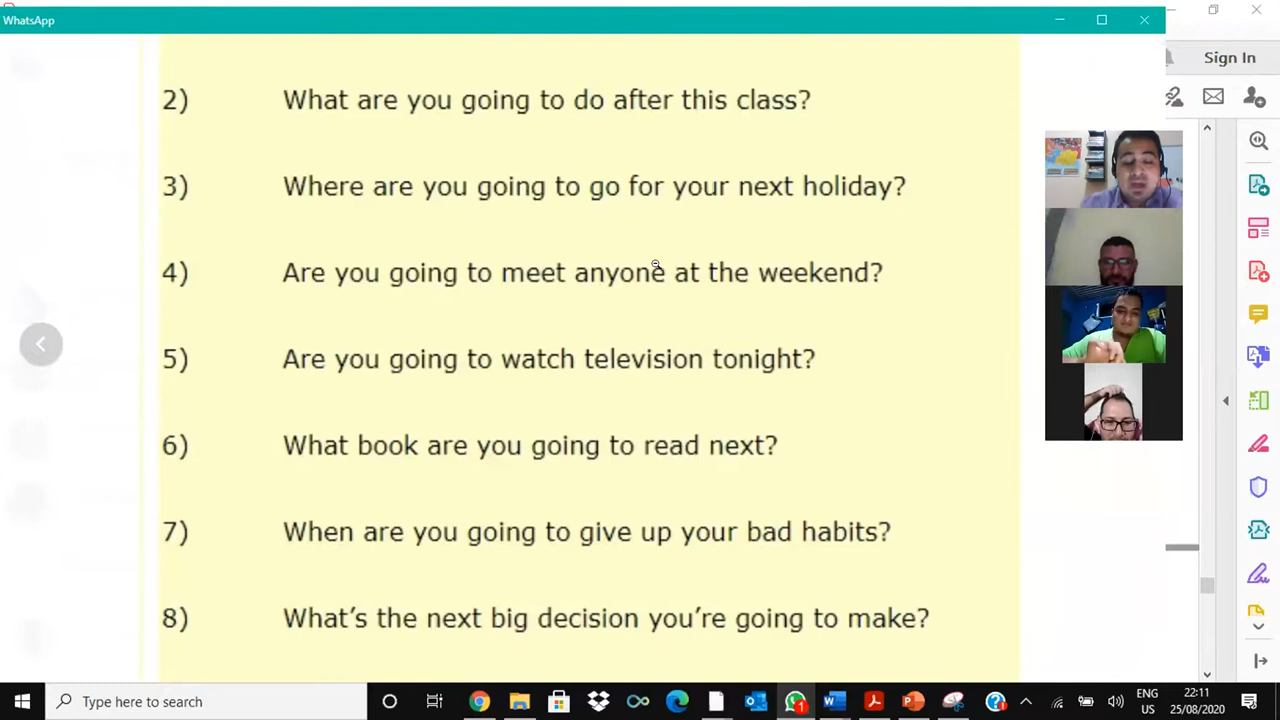 WhatsApp
Sign In
2) What are you going to do after this class?
3) Where are you going to go for your next holiday?
4) Are you going to meet anyone at the weekend?
5) Are you going to watch television tonight?
6) What book are you going to read next?
7) When are you going to give up your bad habits?
8) What's the next big decision you're going to make?
Type here to search
1
ENG
US
22:11
25/08/2020